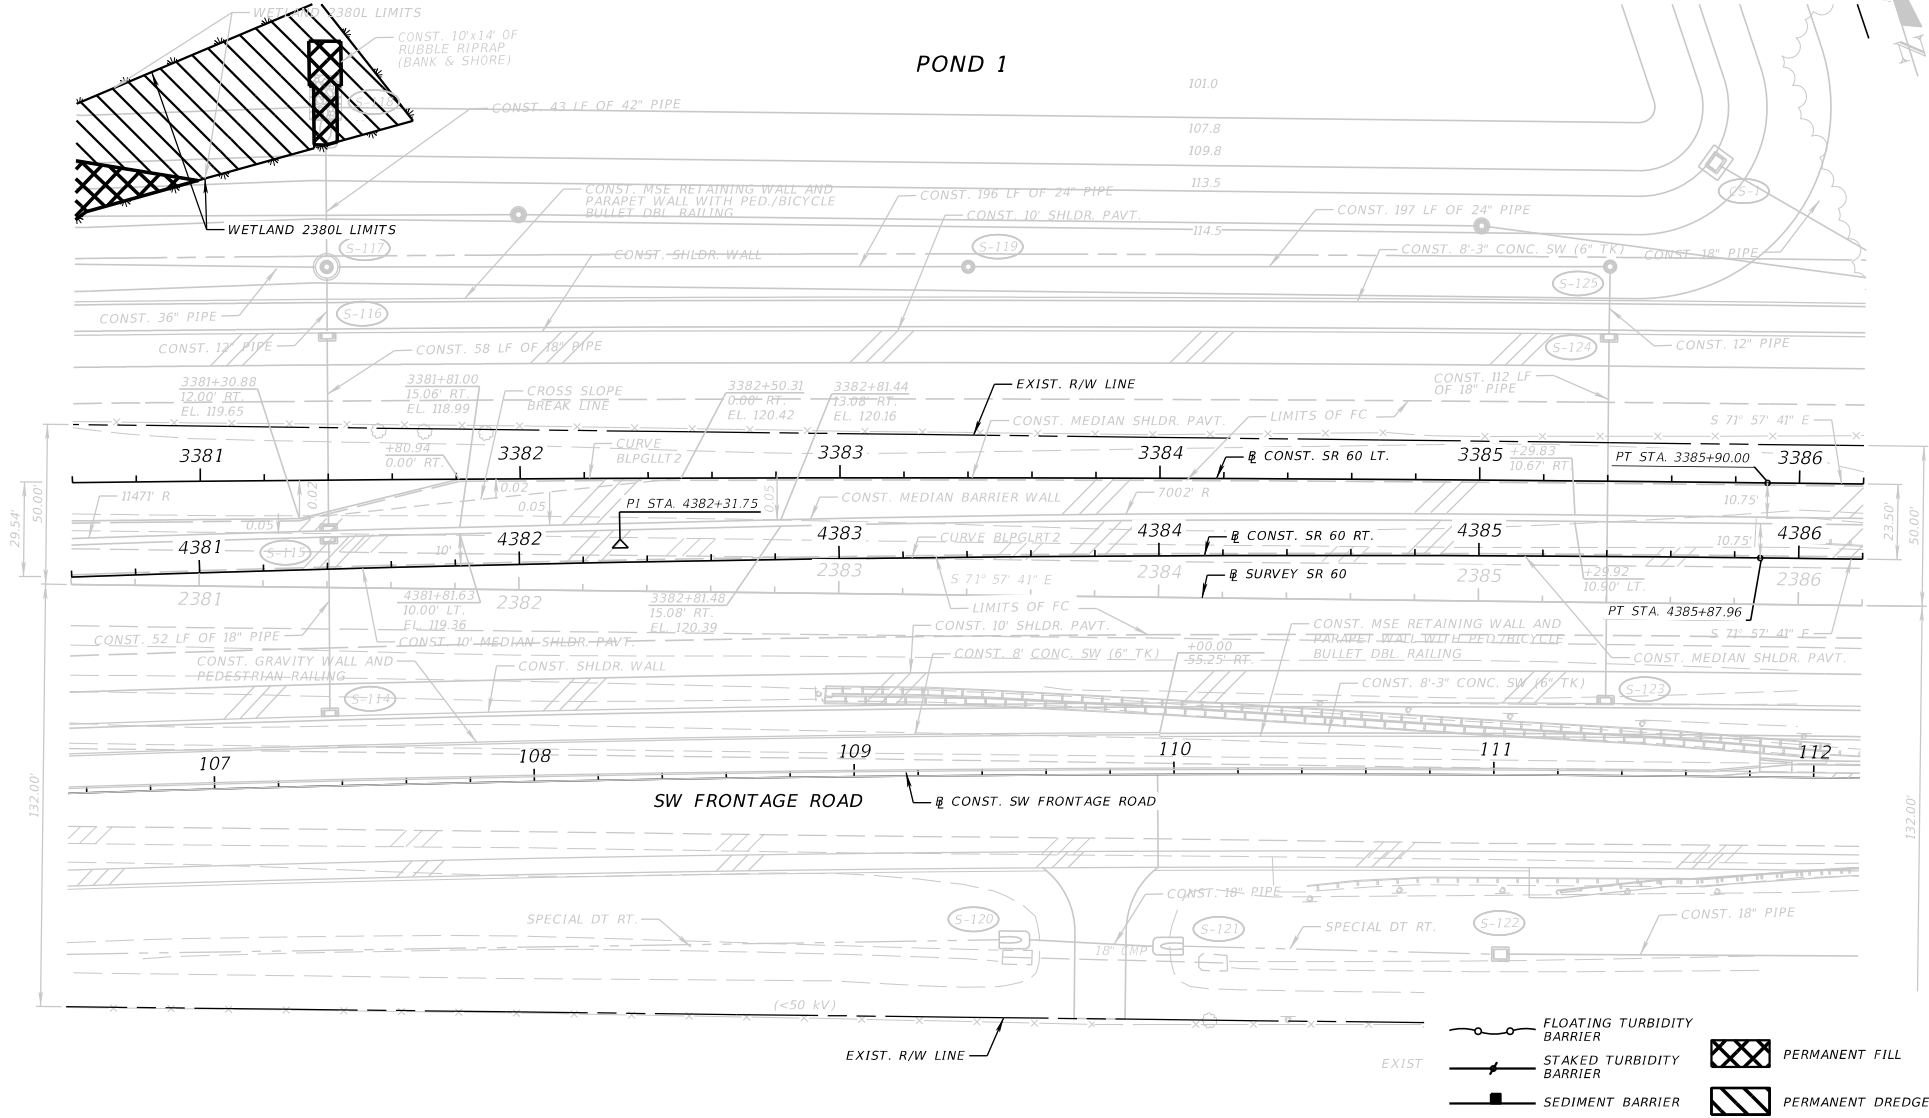 WETLAND 2380L LIMITS
CONST. 10'x14' OF
RUBBLE RIPRAP
(BANK & SHORE)
POND 1
101.0
CONST. 43 LF OF 42" PIPE
107.8
109.8
113.5
CONST. MSE RETAINING WALL AND
PARAPET WALL WITH PED./BICYCLE
BULLET DBL. RAILING
CONST. 196 LF OF 24" PIPE
CONST. 10' SHLDR. PAVT.
CONST. 197 LF OF 24" PIPE
114.5
WETLAND 2380L LIMITS
S-117
S-119
CONST. SHLDR. WALL
CONST. 8'-3" CONC. SW (6" TK)
CONST. 18" PIPE
S-125
CONST. 36" PIPE
S-116
CONST. 12" PIPE
CONST. 58 LF OF 18" PIPE
S-124
CONST. 12" PIPE
3381+30.88
12.00' RT.
EL. 119.65
3381+81.00
15.06' RT.
EL. 118.99
CROSS SLOPE
BREAK LINE
3382+50.31
0.00' RT.
EL. 120.42
3382+81.44
13.08' RT.
EL. 120.16
EXIST. R/W LINE
CONST. 112 LF
OF 18" PIPE
CONST. MEDIAN SHLDR. PAVT.
LIMITS OF FC
S 71° 57' 41" E
3381
+80.94
0.00' RT.
3382
CURVE
BLPGLLT2
3383
3384
BL CONST. SR 60 LT.
3385
+29.83
10.67' RT.
PT STA. 3385+90.00
3386
11471' R
0.02
0.02
0.05
0.05
0.05
PI STA. 4382+31.75
CONST. MEDIAN BARRIER WALL
7002' R
10.75'
50.00'
29.54'
23.50'
50.00'
4381
S-115
10'
4382
4383
CURVE BLPGLRT2
4384
BL CONST. SR 60 RT.
4385
10.75'
4386
2381
4381+81.63
10.00' LT.
EL. 119.36
2382
3382+81.48
15.08' RT.
EL. 120.39
2383
S 71° 57' 41" E
2384
BL SURVEY SR 60
2385
+29.92
10.90' LT.
2386
PT STA. 4385+87.96
LIMITS OF FC
CONST. 52 LF OF 18" PIPE
CONST. 10' MEDIAN SHLDR. PAVT.
CONST. 10' SHLDR. PAVT.
CONST. MSE RETAINING WALL AND
PARAPET WALL WITH PED./BICYCLE
BULLET DBL. RAILING
S 71° 57' 41" E
CONST. GRAVITY WALL AND
PEDESTRIAN RAILING
CONST. SHLDR. WALL
CONST. 8' CONC. SW (6" TK)
+00.00
55.25' RT.
CONST. MEDIAN SHLDR. PAVT.
S-114
CONST. 8'-3" CONC. SW (6" TK)
S-123
107
108
109
110
111
112
132.00'
132.00'
SW FRONTAGE ROAD
BL CONST. SW FRONTAGE ROAD
SPECIAL DT RT.
S-120
CONST. 18" PIPE
S-121
SPECIAL DT RT.
S-122
CONST. 18" PIPE
18" CMP
(<50 kV)
EXIST. R/W LINE
EXIST
FLOATING TURBIDITY
BARRIER
STAKED TURBIDITY
BARRIER
SEDIMENT BARRIER
PERMANENT FILL
PERMANENT DREDGE